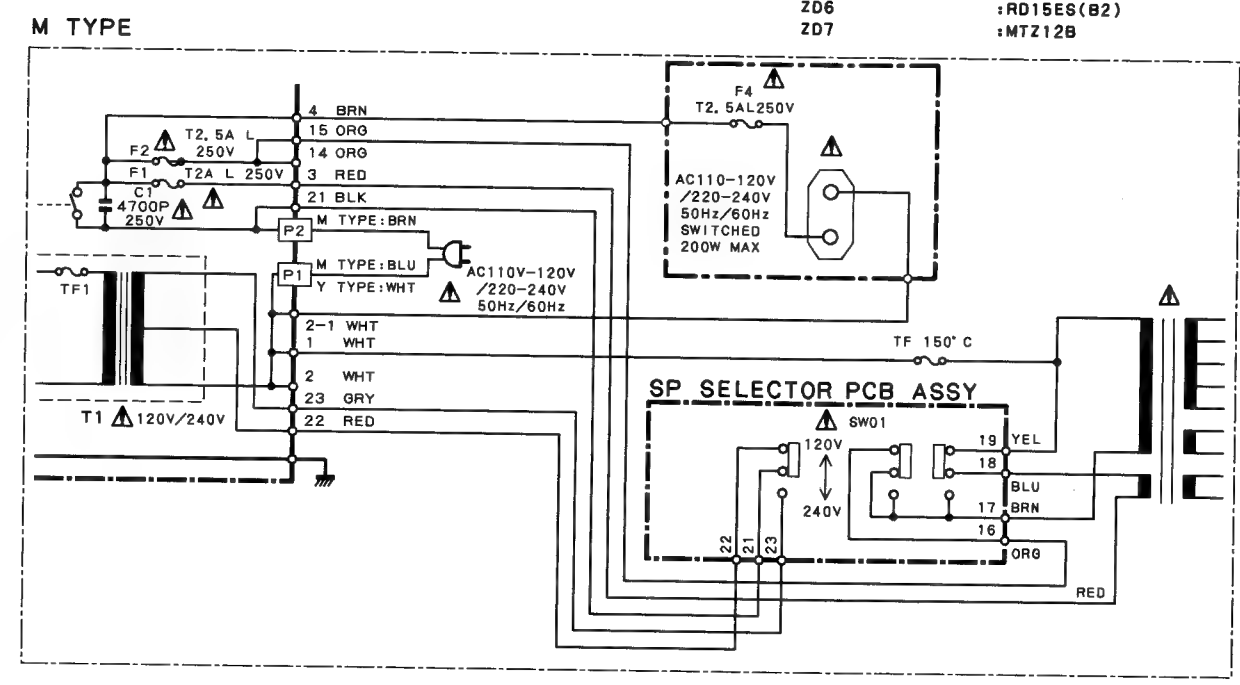 ZD6 :RD15ES(B2)
ZD7 :MTZ12B
M TYPE
F4
T2.5AL250V
4 BRN
15 ORG
T2.5A L
250V
F2
14 ORG
F1 T2A L 250V
3 RED
C1
4700P
250V
21 BLK
P2
M TYPE:BRN
P1
M TYPE:BLU
Y TYPE:WHT
AC110V-120V
/220-240V
50Hz/60Hz
AC110-120V
/220-240V
50Hz/60Hz
SWITCHED
200W MAX
TF1
2-1 WHT
1 WHT
2 WHT
23 GRY
22 RED
T1 120V/240V
TF 150°C
SP SELECTOR PCB ASSY
SW01
120V
240V
19 YEL
18
BLU
17 BRN
16
ORG
22
21
23
RED